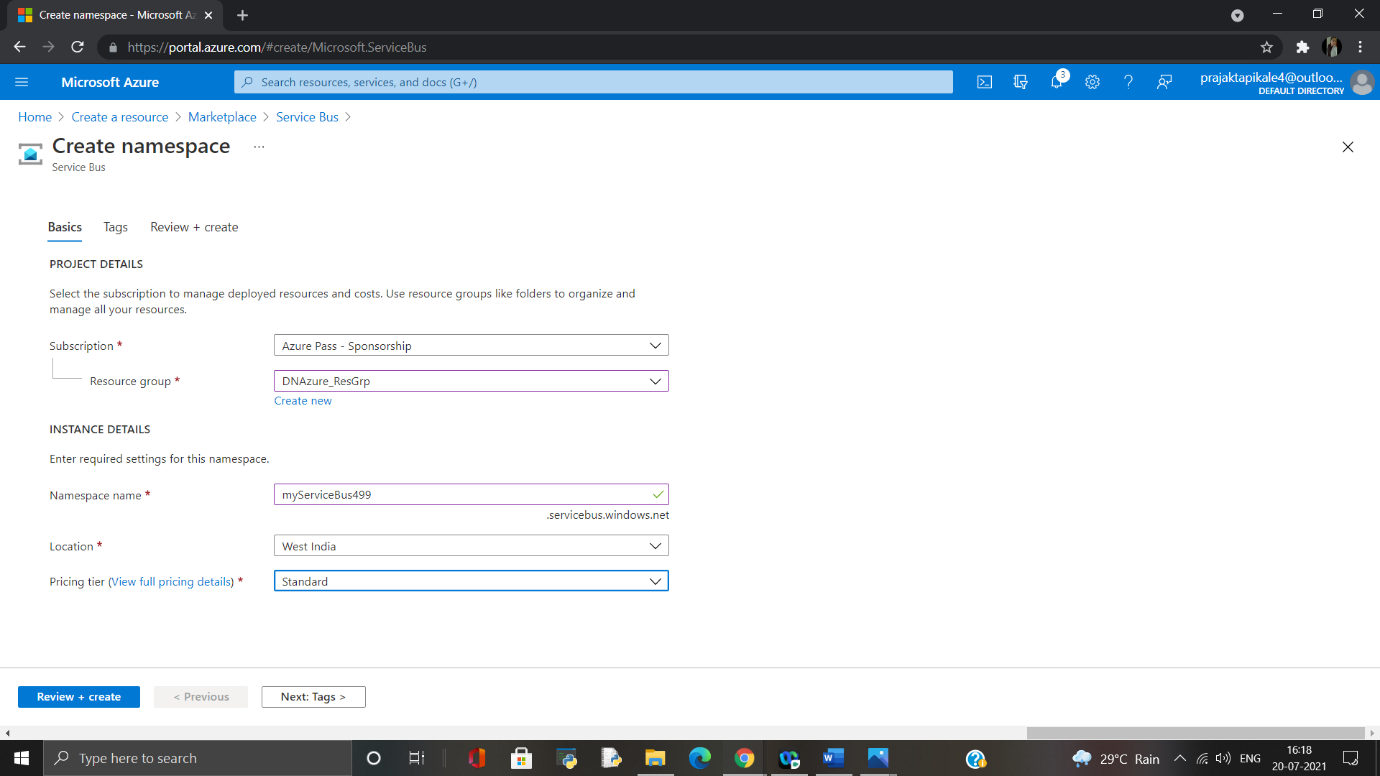 Create namespace - Microsoft Az
https://portal.azure.com/#create/Microsoft.ServiceBus
Microsoft Azure
Search resources, services, and docs (G+/)
3
prajaktapikale4@outloo...
DEFAULT DIRECTORY
Home > Create a resource > Marketplace > Service Bus >
Create namespace ...
Service Bus
Basics Tags Review + create
PROJECT DETAILS
Select the subscription to manage deployed resources and costs. Use resource groups like folders to organize and
manage all your resources.
Subscription * Azure Pass - Sponsorship
Resource group * DNAzure_ResGrp
Create new
INSTANCE DETAILS
Enter required settings for this namespace.
Namespace name * myServiceBus499
.servicebus.windows.net
Location * West India
Pricing tier (View full pricing details) * Standard
Review + create < Previous Next: Tags >
Type here to search
29°C Rain ENG
16:18
20-07-2021